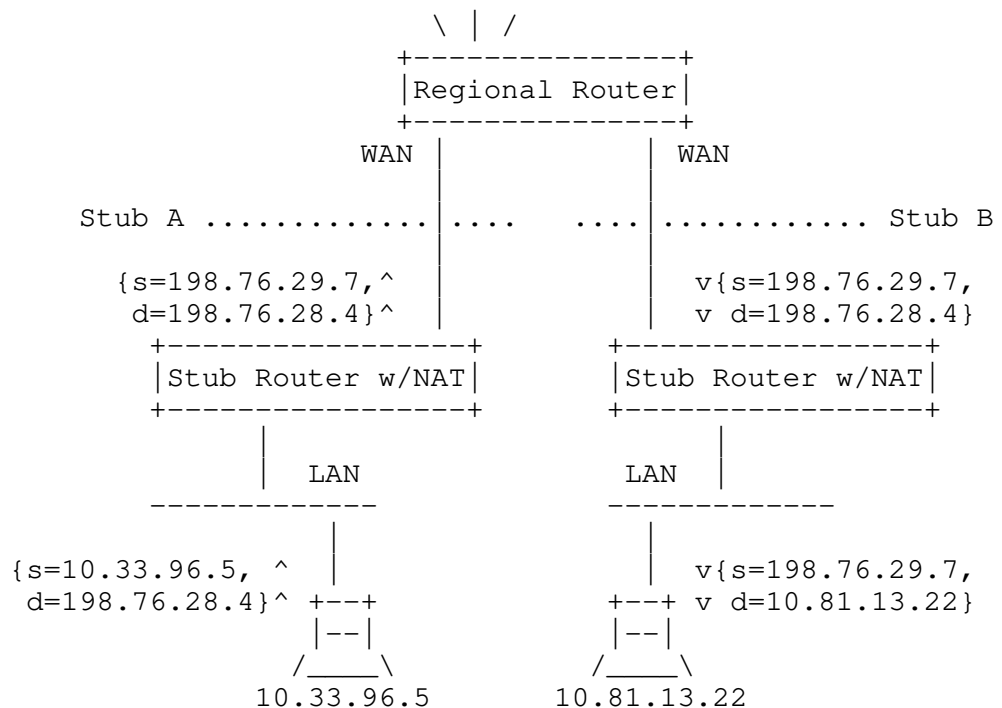 \ | /
+---------------+
|Regional Router|
+---------------+
WAN | | WAN
| |
Stub A .............|.... ....|............ Stub B
| |
{s=198.76.29.7,^ | | v{s=198.76.29.7,
d=198.76.28.4}^ | | v d=198.76.28.4}
+-----------------+ +-----------------+
|Stub Router w/NAT| |Stub Router w/NAT|
+-----------------+ +-----------------+
| |
| LAN LAN |
------------- -------------
| |
{s=10.33.96.5, ^ | | v{s=198.76.29.7,
d=198.76.28.4}^ +--+ +--+ v d=10.81.13.22}
|--| |--|
/____\ /____\
10.33.96.5 10.81.13.22